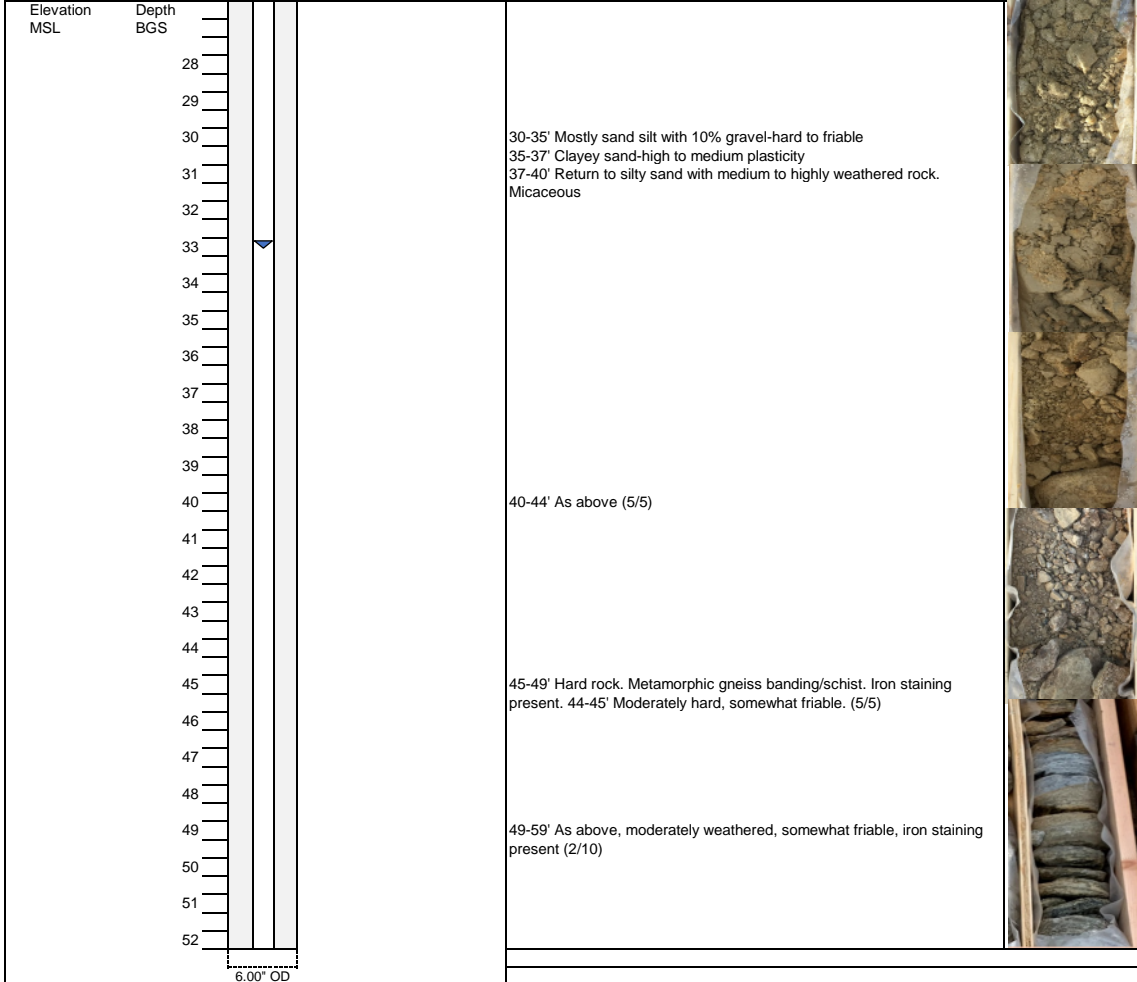 Elevation Depth
MSL BGS
28
29
30 30-35' Mostly sand silt with 10% gravel-hard to friable
35-37' Clayey sand-high to medium plasticity
31 37-40' Return to silty sand with medium to highly weathered rock.
Micaceous
32
33
34
35
36
37
38
39
40 40-44' As above (5/5)
41
42
43
44
45 45-49' Hard rock. Metamorphic gneiss banding/schist. Iron staining
present. 44-45' Moderately hard, somewhat friable. (5/5)
46
47
48
49 49-59' As above, moderately weathered, somewhat friable, iron staining
present (2/10)
50
51
52
6.00" OD